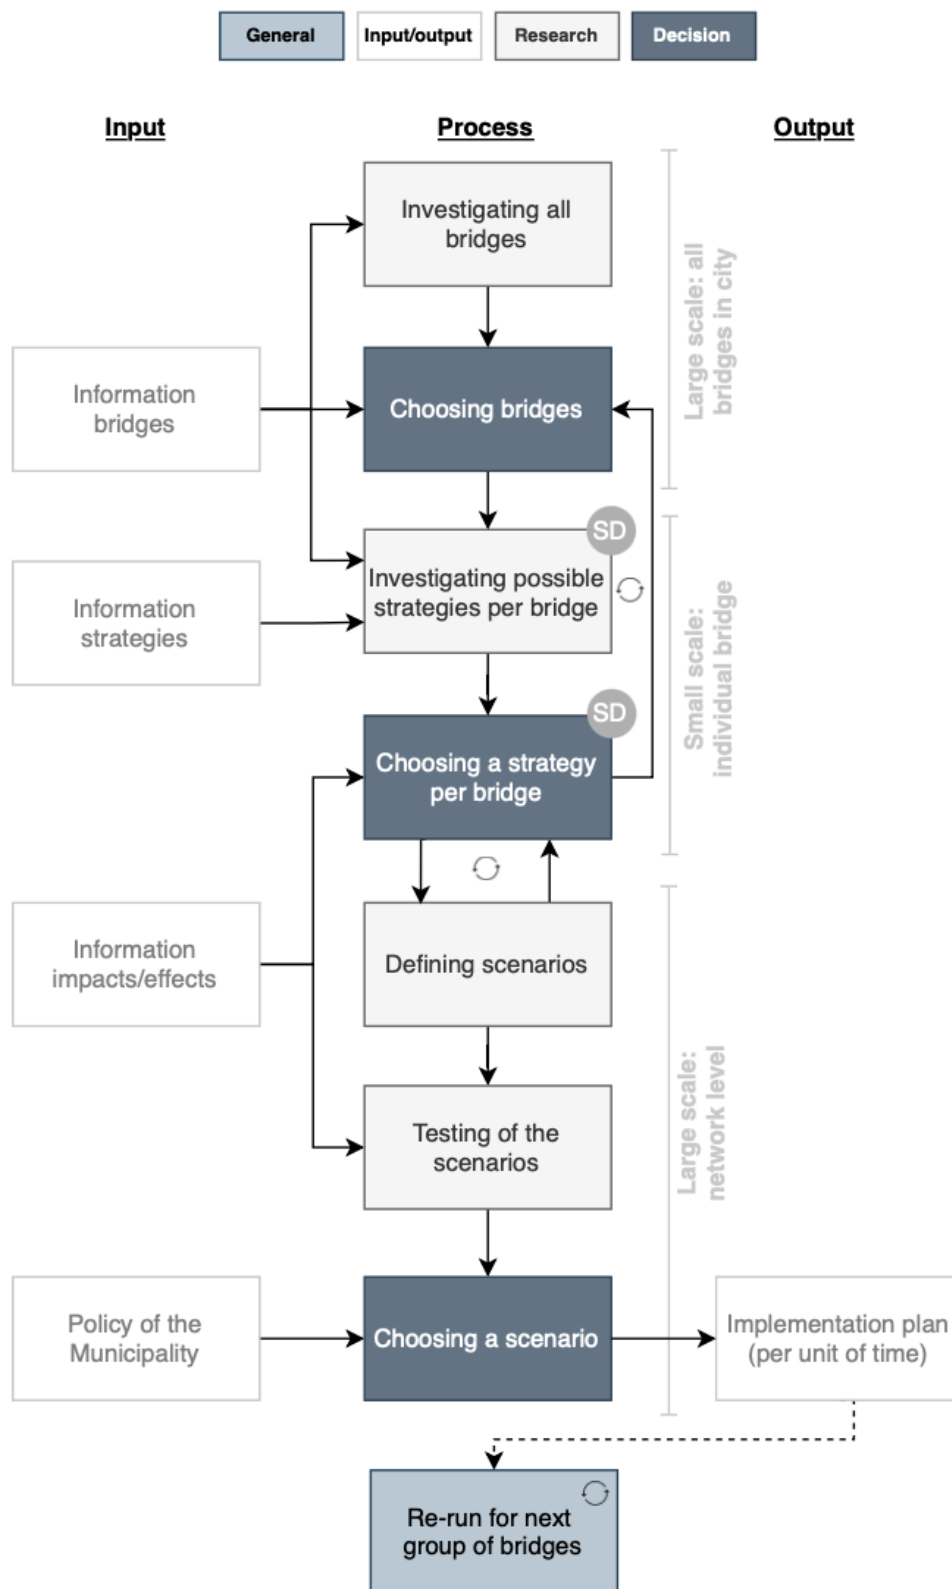 General
Input/output
Research
Decision
Input
Process
Output
Investigating all
bridges
Large scale: all
bridges in city
Information
bridges
Choosing bridges
SD
Investigating possible
strategies per bridge
Information
strategies
Small scale:
individual bridge
SD
Choosing a strategy
per bridge
Information
impacts/effects
Defining scenarios
Large scale:
network level
Testing of the
scenarios
Policy of the
Municipality
Choosing a scenario
Implementation plan
(per unit of time)
Re-run for next
group of bridges